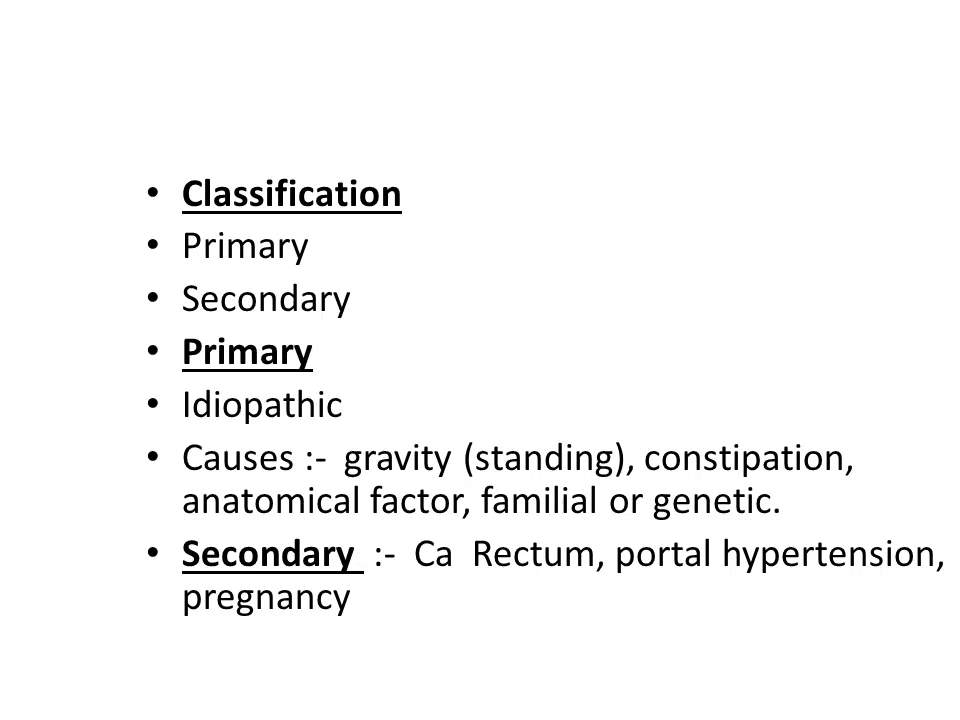 • Classification
• Primary
• Secondary
• Primary
• Idiopathic
• Causes :- gravity (standing), constipation,
anatomical factor, familial or genetic.
• Secondary :- Ca Rectum, portal hypertension,
pregnancy